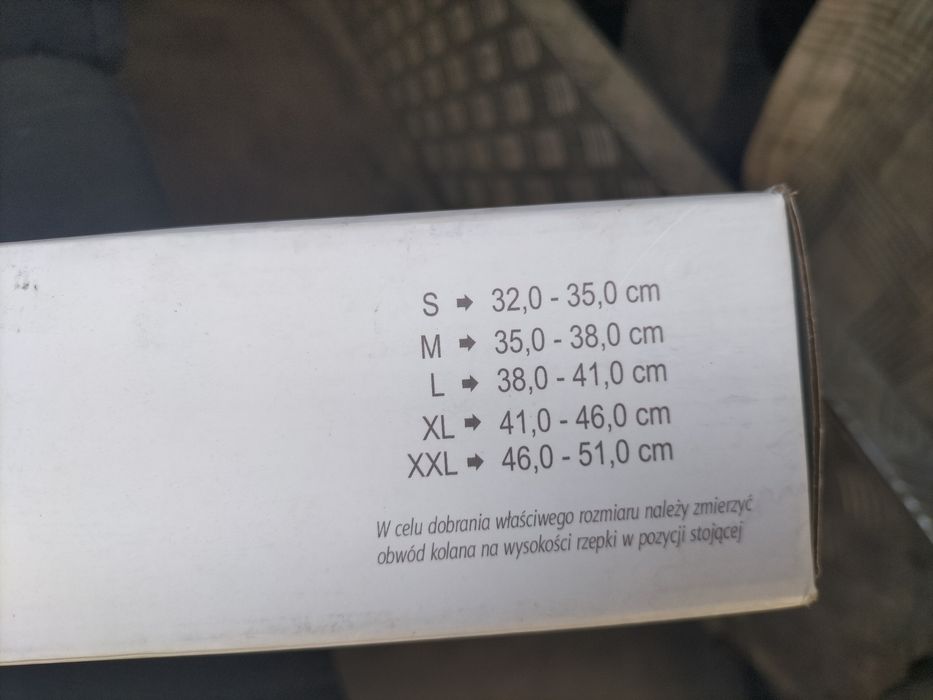 S ➡ 32,0 - 35,0 cm
M ➡ 35,0 - 38,0 cm
L ➡ 38,0 - 41,0 cm
XL ➡ 41,0 - 46,0 cm
XXL ➡ 46,0 - 51,0 cm
W celu dobrania właściwego rozmiaru należy zmierzyć
obwód kolana na wysokości rzepki w pozycji stojącej